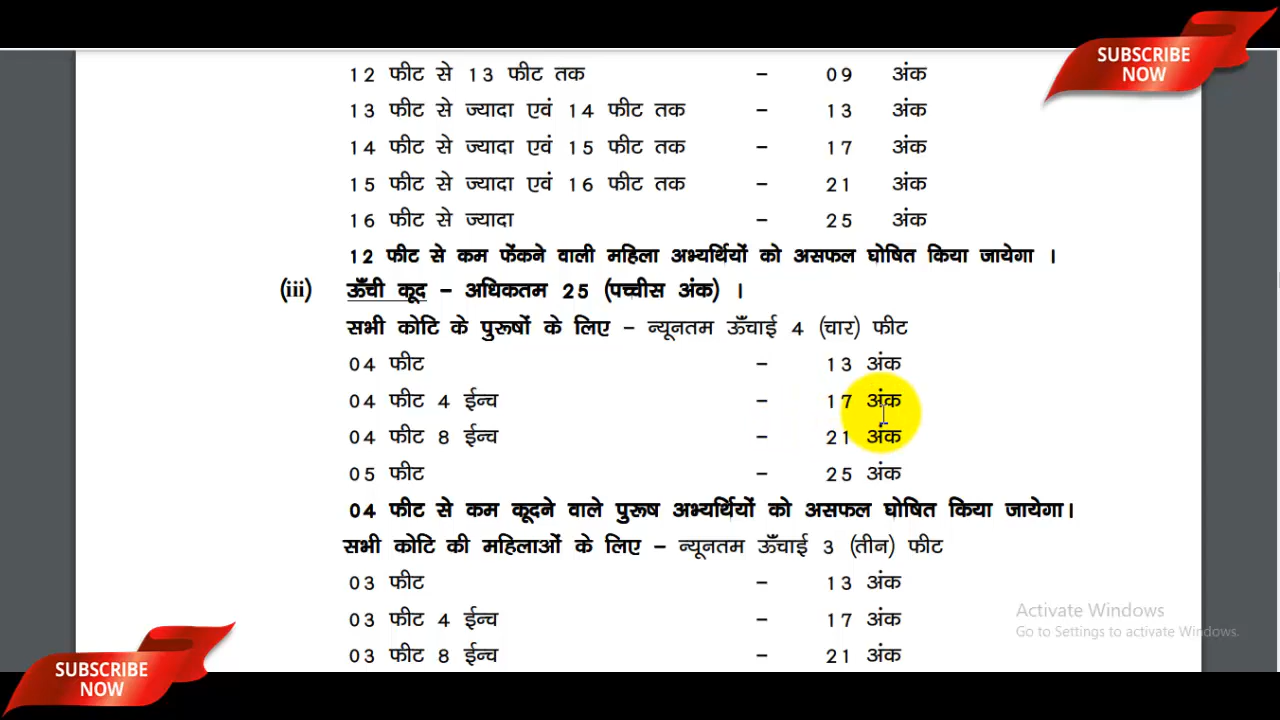 SUBSCRIBE
NOW
12 फीट से 13 फीट तक – 09 अंक
13 फीट से ज्यादा एवं 14 फीट तक – 13 अंक
14 फीट से ज्यादा एवं 15 फीट तक – 17 अंक
15 फीट से ज्यादा एवं 16 फीट तक – 21 अंक
16 फीट से ज्यादा – 25 अंक
12 फीट से कम फेंकने वाली महिला अभ्यर्थियों को असफल घोषित किया जायेगा ।
(iii) ऊँची कूद – अधिकतम 25 (पच्चीस अंक) ।
सभी कोटि के पुरूषों के लिए – न्यूनतम ऊँचाई 4 (चार) फीट
04 फीट – 13 अंक
04 फीट 4 ईन्च – 17 अंक
04 फीट 8 ईन्च – 21 अंक
05 फीट – 25 अंक
04 फीट से कम कूदने वाले पुरूष अभ्यर्थियों को असफल घोषित किया जायेगा।
सभी कोटि की महिलाओं के लिए – न्यूनतम ऊँचाई 3 (तीन) फीट
03 फीट – 13 अंक
03 फीट 4 ईन्च – 17 अंक
03 फीट 8 ईन्च – 21 अंक
Activate Windows
Go to Settings to activate Windows.
SUBSCRIBE
NOW